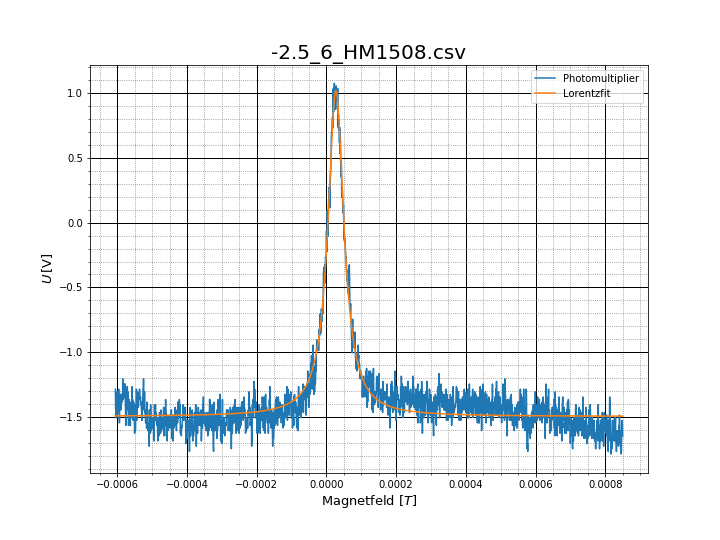 -2.5_6_HM1508.csv
Photomultiplier
Lorentzfit
1.0
0.5
0.0
−0.5
−1.0
−1.5
U[V]
−0.0006 −0.0004 −0.0002 0.0000 0.0002 0.0004 0.0006 0.0008
Magnetfeld [T]